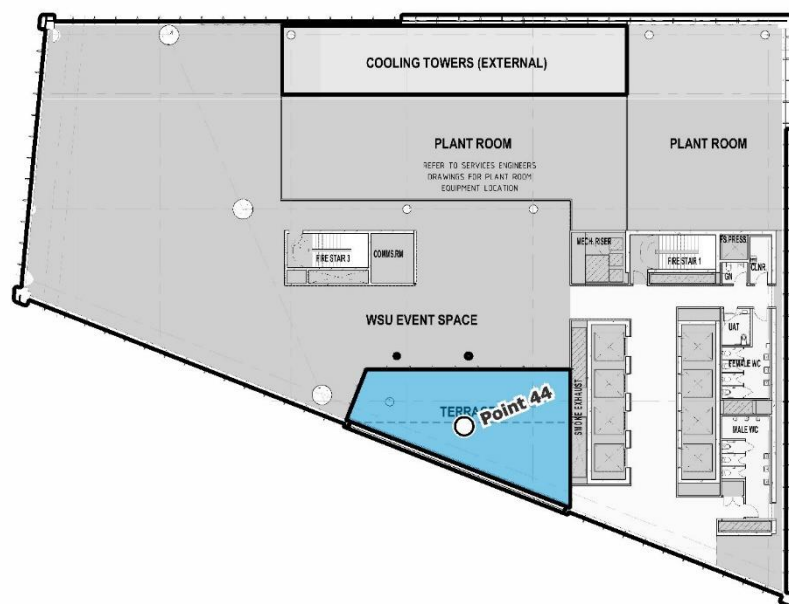 COOLING TOWERS (EXTERNAL)
PLANT ROOM
REFER TO SERVICES ENGINEERS
DRAWINGS FOR PLANT ROOM
EQUIPMENT LOCATION
PLANT ROOM
FIRE STAIR 3
COMMS.RM
MECH. RISER
FIRE STAIR 1
FS.PRESS
GN
CLNR.
WSU EVENT SPACE
UAT
FEMALE WC
SMOKE EXHAUST
TERRACE
Point 44
MALE WC